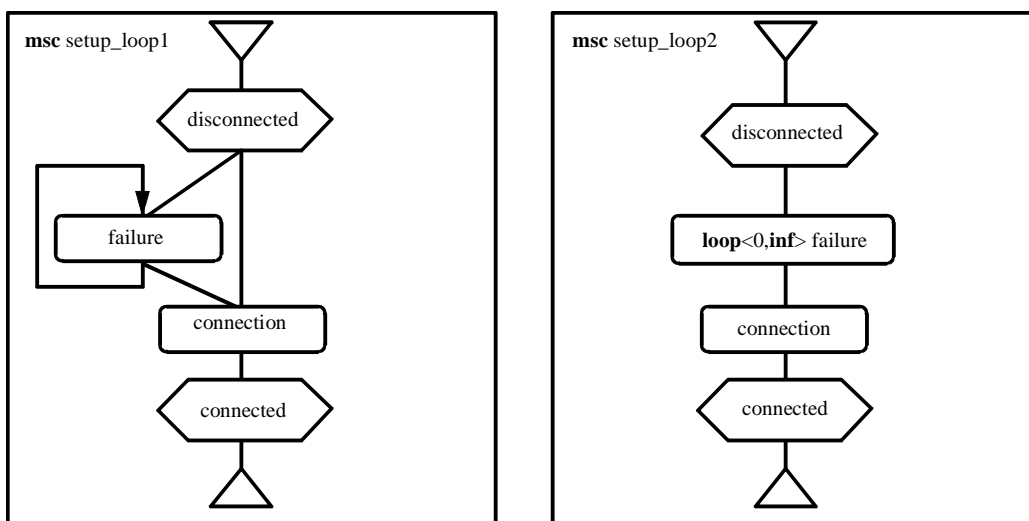 msc setup_loop1
disconnected
failure
connection
connected
msc setup_loop2
disconnected
loop<0,inf> failure
connection
connected